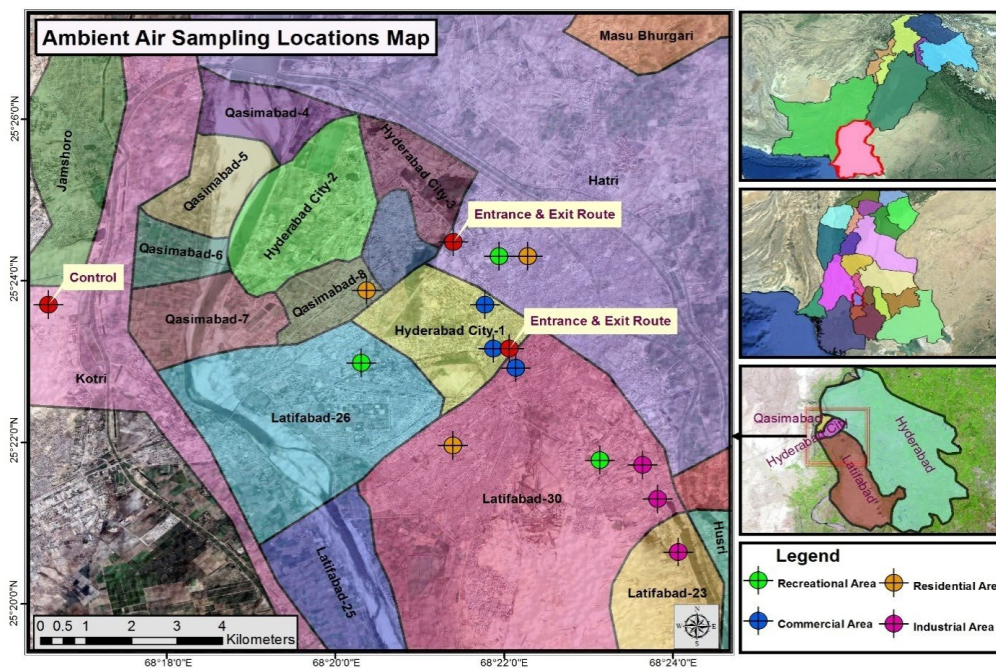 Ambient Air Sampling Locations Map
Masu Bhurgari
Qasimabad-4
Jamshoro
Qasimabad-5
Hyderabad City-2
Hyderabad City-3
Hatri
Entrance & Exit Route
Qasimabad-6
Control
Qasimabad-8
Qasimabad-7
Hyderabad City-1
Entrance & Exit Route
Kotri
Latifabad-26
Latifabad-30
Husri
Latifabad-25
Latifabad-23
0 0.5 1 2 3 4
Kilometers
N
W E
S
25°26'0"N
25°24'0"N
25°22'0"N
25°20'0"N
68°18'0"E
68°20'0"E
68°22'0"E
68°24'0"E
Qasimabad
Hyderabad City
Hyderabad
Latifabad
Legend
Recreational Area
Residential Area
Commercial Area
Industrial Area